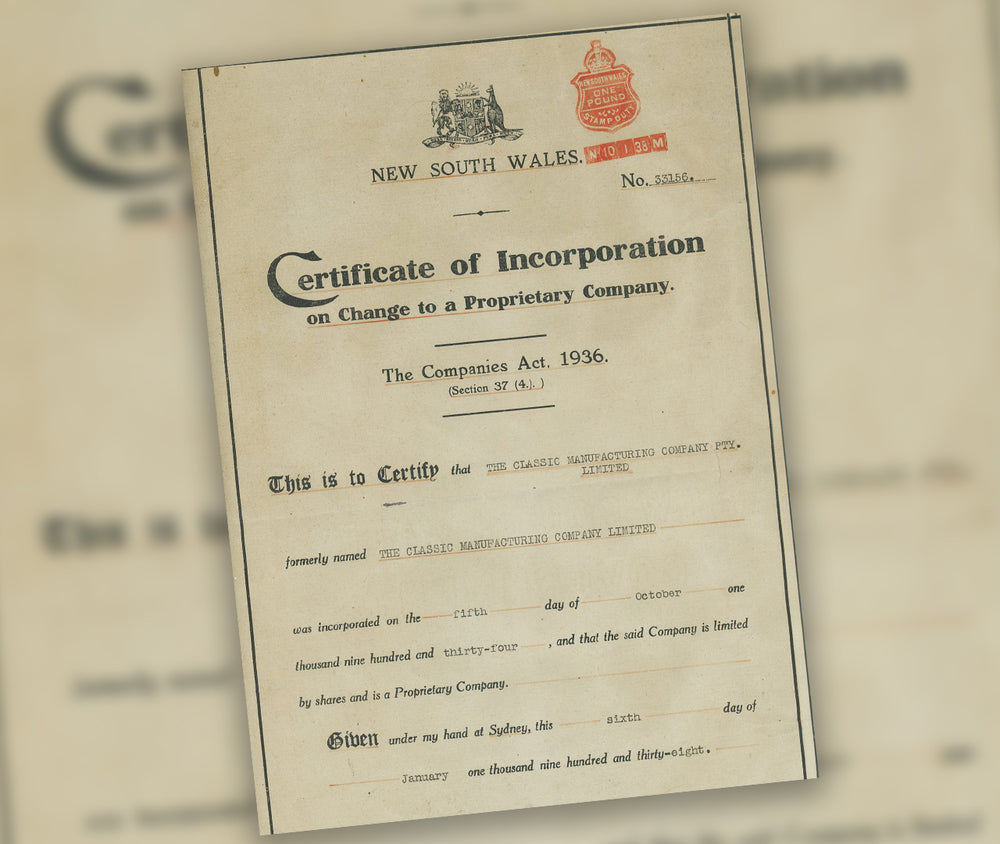 NEW SOUTH WALES
ONE
POUND
STAMP DUTY
NEW SOUTH WALES.
N 10 1 38 M
No. 33156.
Certificate of Incorporation
on Change to a Proprietary Company.
The Companies Act, 1936.
(Section 37 (4.). )
This is to Certify that THE CLASSIC MANUFACTURING COMPANY PTY.
LIMITED
formerly named THE CLASSIC MANUFACTURING COMPANY LIMITED
was incorporated on the fifth day of October one
thousand nine hundred and thirty-four , and that the said Company is limited
by shares and is a Proprietary Company.
Given under my hand at Sydney, this sixth day of
January one thousand nine hundred and thirty-eight.